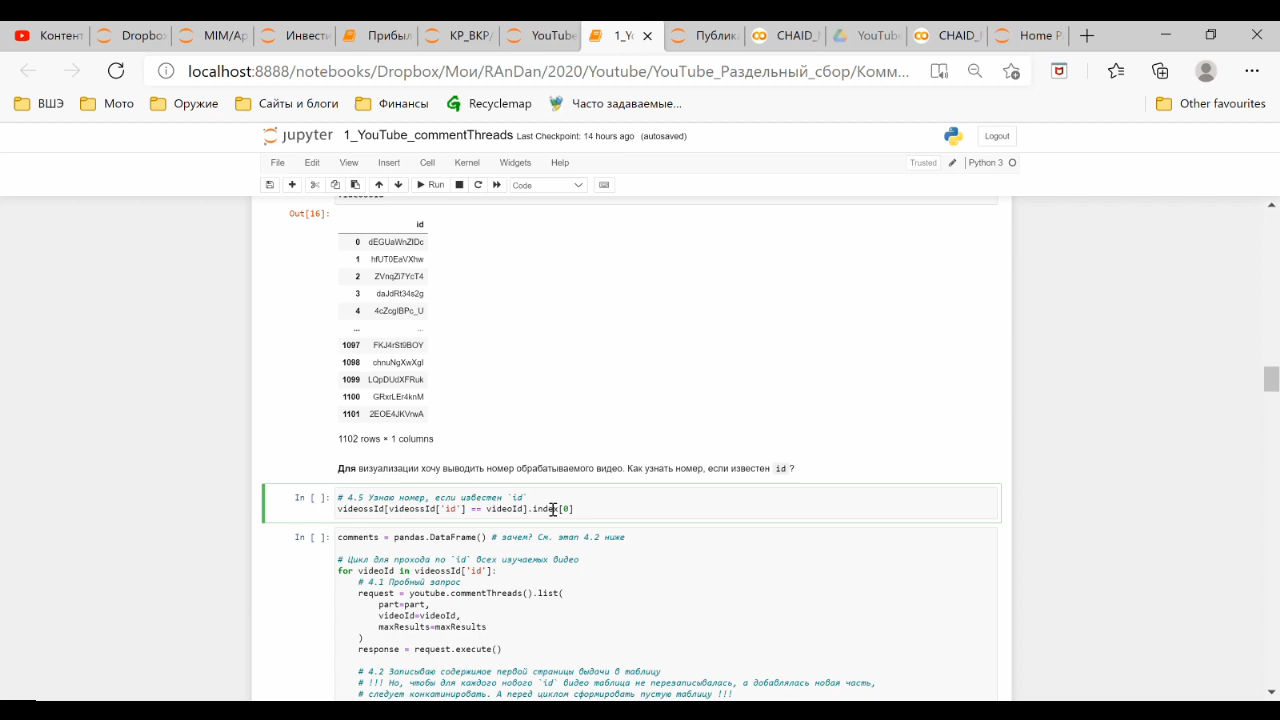 Контент
Dropbo
MIM/Ap
Инвести
Прибыл
КР_ВКР/
YouTube
1_Yo
Публик
CHAID_
YouTub
CHAID_
Home P
localhost:8888/notebooks/Dropbox/Мои/RAnDan/2020/Youtube/YouTube_Раздельный_сбор/Комм...
ВШЭ
Мото
Оружие
Сайты и блоги
Финансы
Recyclemap
Часто задаваемые...
Other favourites
jupyter 1_YouTube_commentThreads Last Checkpoint: 14 hours ago (autosaved)
Logout
File Edit View Insert Cell Kernel Widgets Help
Trusted Python 3
Run Code
Out[16]:
id
0 dEGUaWnZIDc
1 hfUT0EaVXhw
2 ZVnqZi7YcT4
3 daJdRt34s2g
4 4cZcglBPc_U
... ...
1097 FKJ4rSt9BOY
1098 chnuNgXwXgI
1099 LQpDUdXFRuk
1100 GRxrLEr4knM
1101 2EOE4JKVrwA
1102 rows × 1 columns
Для визуализации хочу выводить номер обрабатываемого видео. Как узнать номер, если известен id ?
In [ ]: # 4.5 Узнаю номер, если известен `id`
videossId[videossId['id'] == videoId].index[0]
In [ ]: comments = pandas.DataFrame() # зачем? См. этап 4.2 ниже
# Цикл для прохода по `id` всех изучаемых видео
for videoId in videossId['id']:
# 4.1 Пробный запрос
request = youtube.commentThreads().list(
part=part,
videoId=videoId,
maxResults=maxResults
)
response = request.execute()
# 4.2 Записываю содержимое первой страницы выдачи в таблицу
# !!! Но, чтобы для каждого нового `id` видео таблица не перезаписывалась, а добавлялась новая часть,
# следует конкатинировать. А перед циклом сформировать пустую таблицу !!!